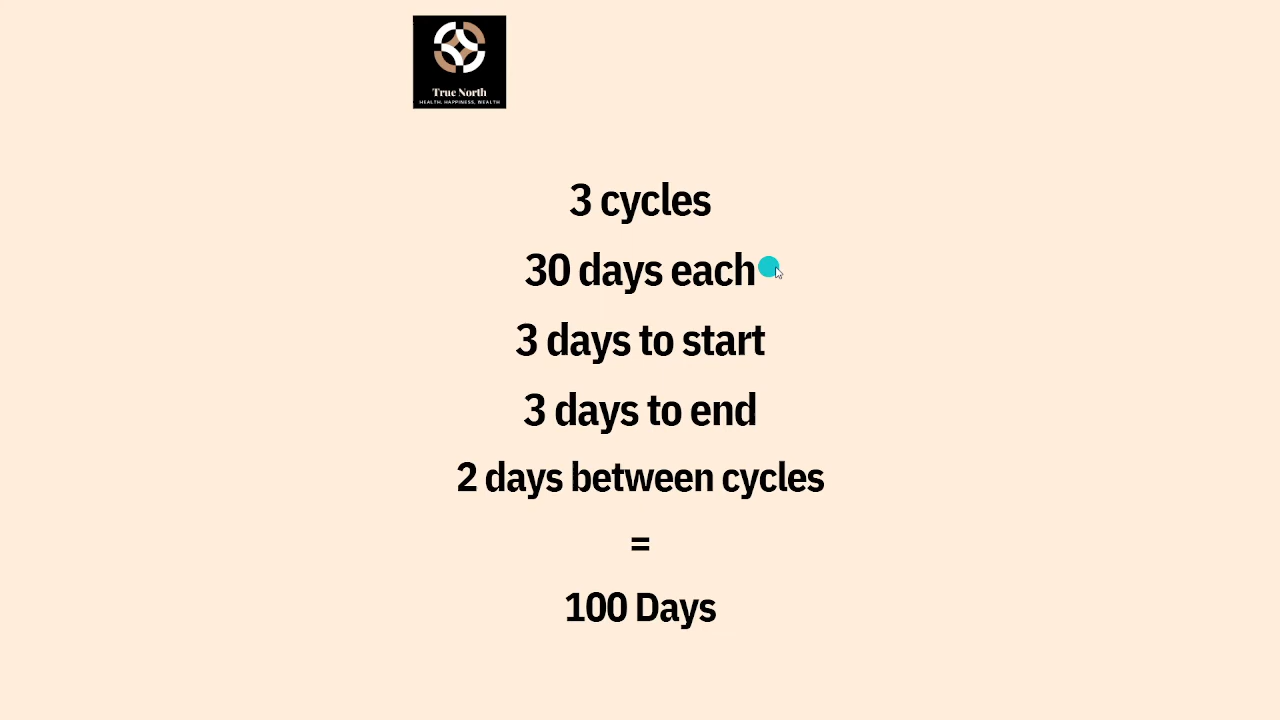 True North
HEALTH, HAPPINESS, WEALTH
3 cycles
30 days each
3 days to start
3 days to end
2 days between cycles
=
100 Days